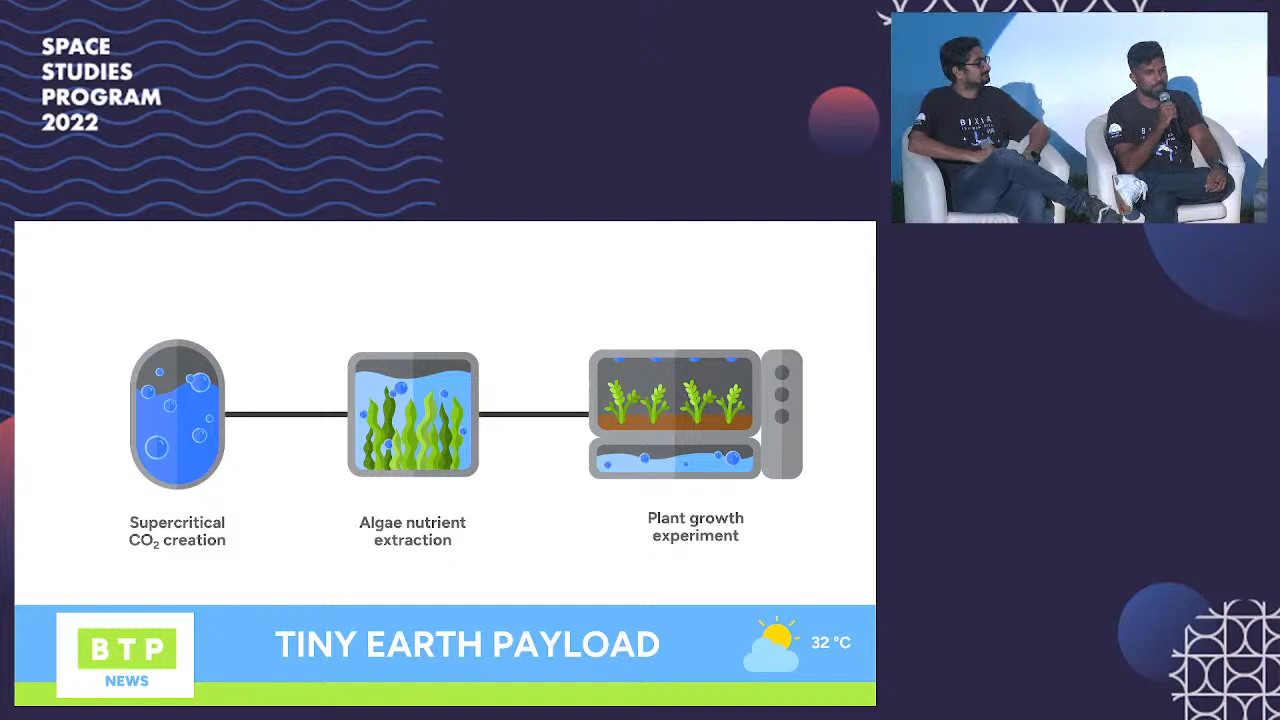 SPACE
STUDIES
PROGRAM
2022
BIXIA
Supercritical
CO₂ creation
Algae nutrient
extraction
Plant growth
experiment
BTP
NEWS
TINY EARTH PAYLOAD
32 °C